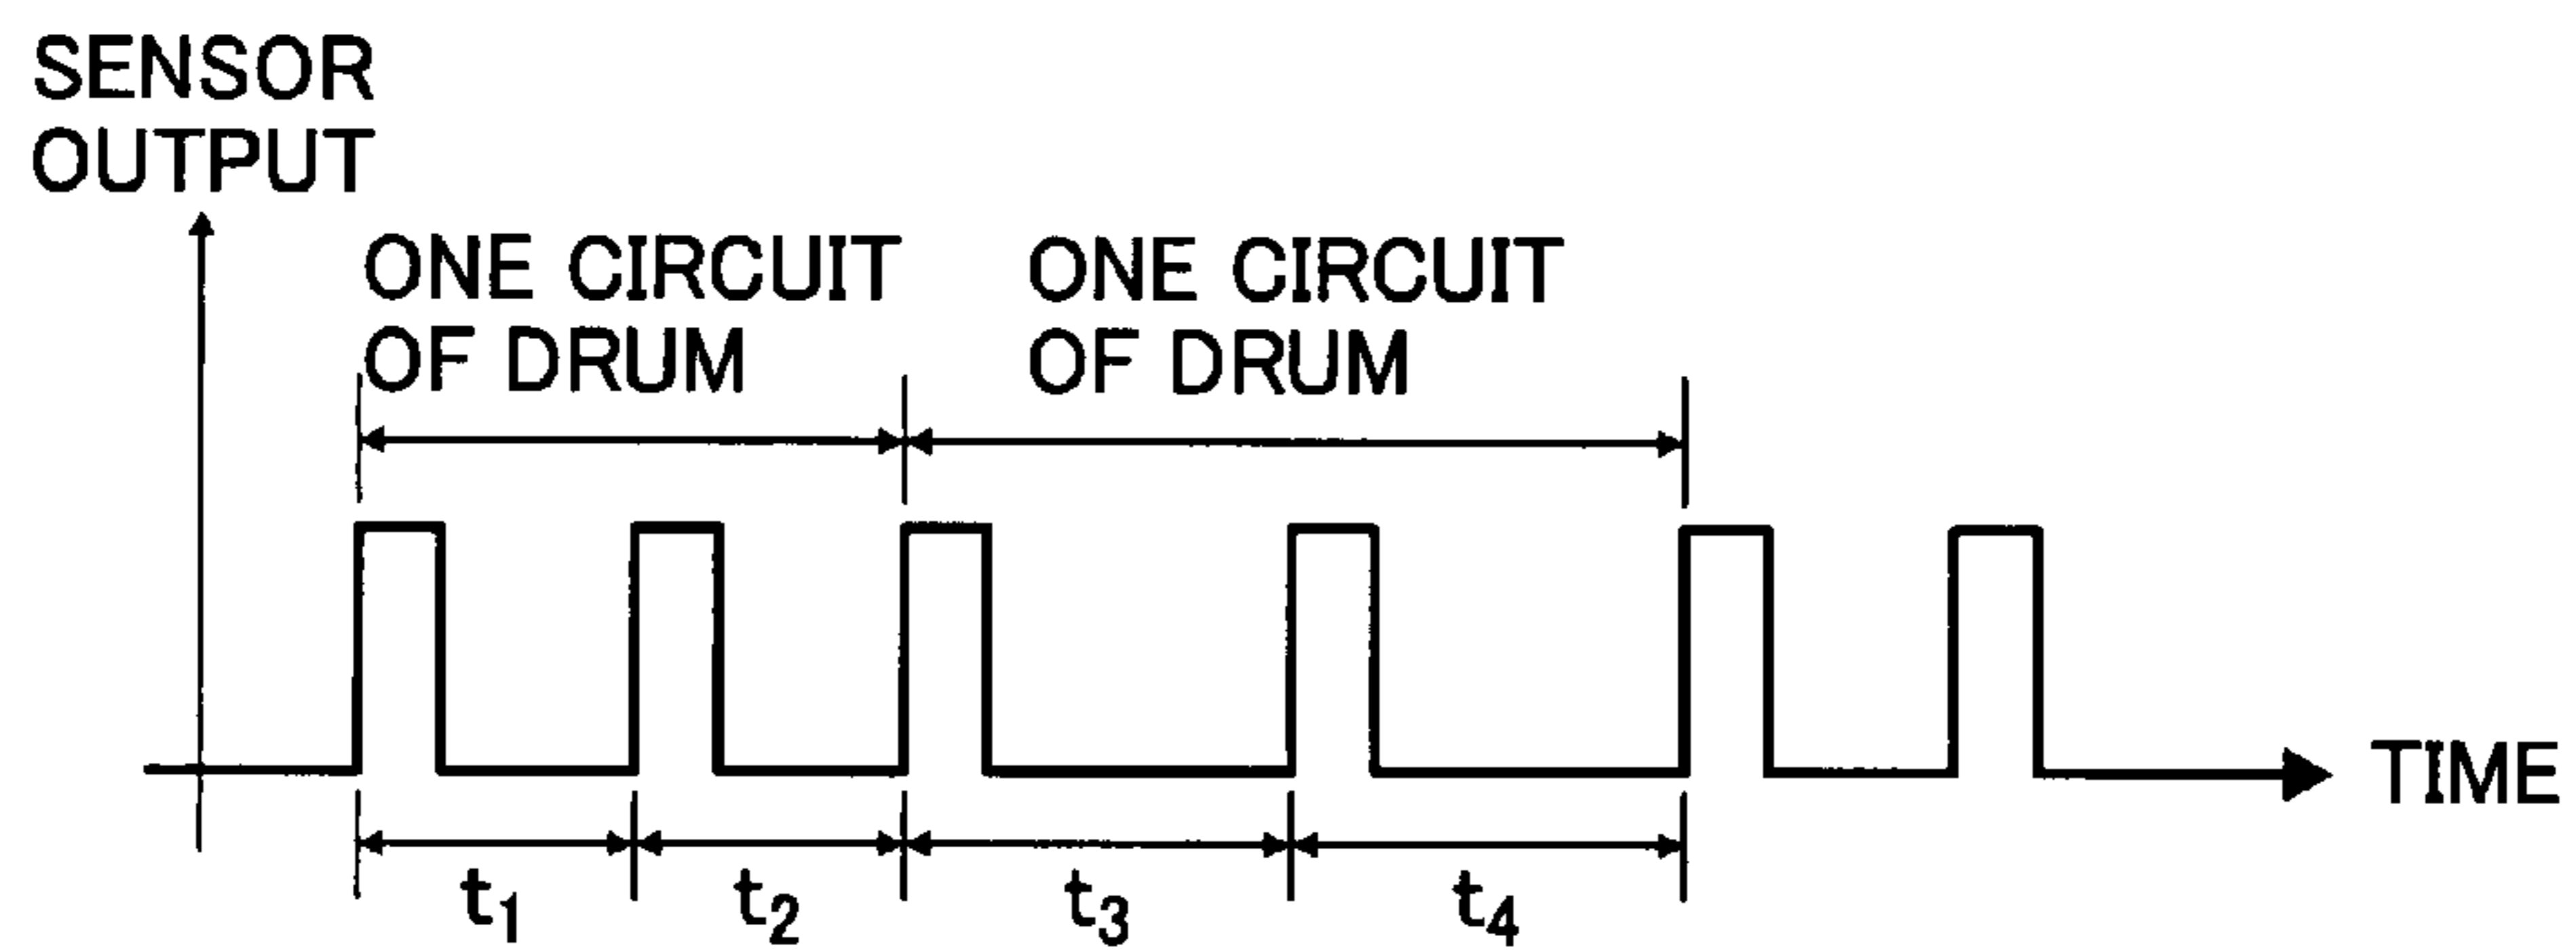 SENSOR
OUTPUT
ONE CIRCUIT
OF DRUM
ONE CIRCUIT
OF DRUM
TIME
t1
t2
t3
t4